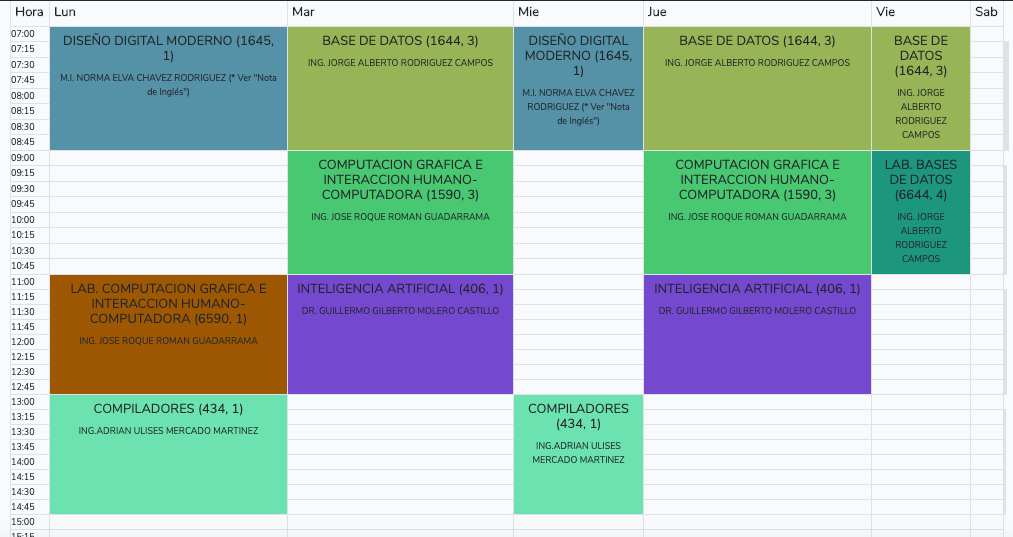 Hora Lun Mar Mie Jue Vie Sab
07:00
07:15
07:30
07:45
08:00
08:15
08:30
08:45
09:00
09:15
09:30
09:45
10:00
10:15
10:30
10:45
11:00
11:15
11:30
11:45
12:00
12:15
12:30
12:45
13:00
13:15
13:30
13:45
14:00
14:15
14:30
14:45
15:00
15:15
DISEÑO DIGITAL MODERNO (1645,
1)
M.I. NORMA ELVA CHAVEZ RODRIGUEZ (* Ver "Nota
de Inglés")
LAB. COMPUTACION GRAFICA E
INTERACCION HUMANO-
COMPUTADORA (6590, 1)
ING. JOSE ROQUE ROMAN GUADARRAMA
COMPILADORES (434, 1)
ING.ADRIAN ULISES MERCADO MARTINEZ
BASE DE DATOS (1644, 3)
ING. JORGE ALBERTO RODRIGUEZ CAMPOS
COMPUTACION GRAFICA E
INTERACCION HUMANO-
COMPUTADORA (1590, 3)
ING. JOSE ROQUE ROMAN GUADARRAMA
INTELIGENCIA ARTIFICIAL (406, 1)
DR. GUILLERMO GILBERTO MOLERO CASTILLO
DISEÑO DIGITAL
MODERNO (1645,
1)
M.I. NORMA ELVA CHAVEZ
RODRIGUEZ (* Ver "Nota
de Inglés")
COMPILADORES
(434, 1)
ING.ADRIAN ULISES
MERCADO MARTINEZ
BASE DE DATOS (1644, 3)
ING. JORGE ALBERTO RODRIGUEZ CAMPOS
COMPUTACION GRAFICA E
INTERACCION HUMANO-
COMPUTADORA (1590, 3)
ING. JOSE ROQUE ROMAN GUADARRAMA
INTELIGENCIA ARTIFICIAL (406, 1)
DR. GUILLERMO GILBERTO MOLERO CASTILLO
BASE DE
DATOS
(1644, 3)
ING. JORGE
ALBERTO
RODRIGUEZ
CAMPOS
LAB. BASES
DE DATOS
(6644, 4)
ING. JORGE
ALBERTO
RODRIGUEZ
CAMPOS